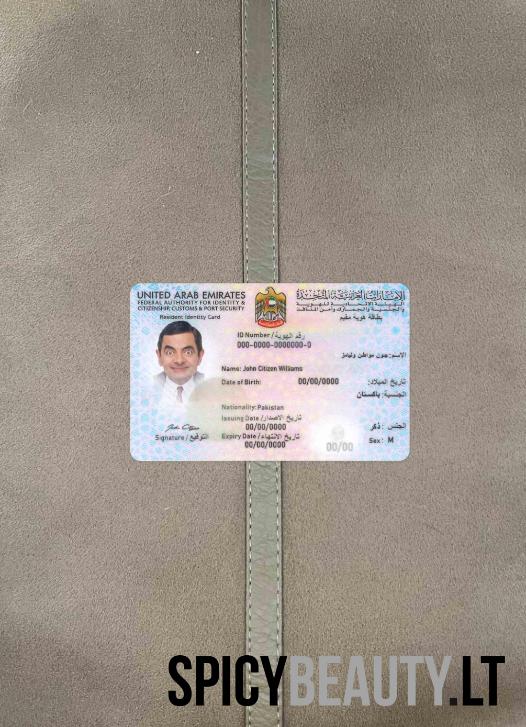 UNITED ARAB EMIRATES
FEDERAL AUTHORITY FOR IDENTITY &
CITIZENSHIP, CUSTOMS & PORT SECURITY
Resident Identity Card
الإمارات العربية المتحدة
الهيئة الاتحادية للهوية
والجنسية والجمارك وأمن المنافذ
بطاقة هوية مقيم
ID Number / رقم الهوية
000-0000-0000000-0
الاسم: جون مواطن وليامز
Name: John Citizen Williams
Date of Birth: 00/00/0000 تاريخ الميلاد:
الجنسية: باكستان
Nationality: Pakistan
Issuing Date / تاريخ الاصدار
00/00/0000
Expiry Date / تاريخ الانتهاء
00/00/0000
الجنس: ذكر
Sex: M
00/00
Signature / التوقيع
SPICYBEAUTY.LT